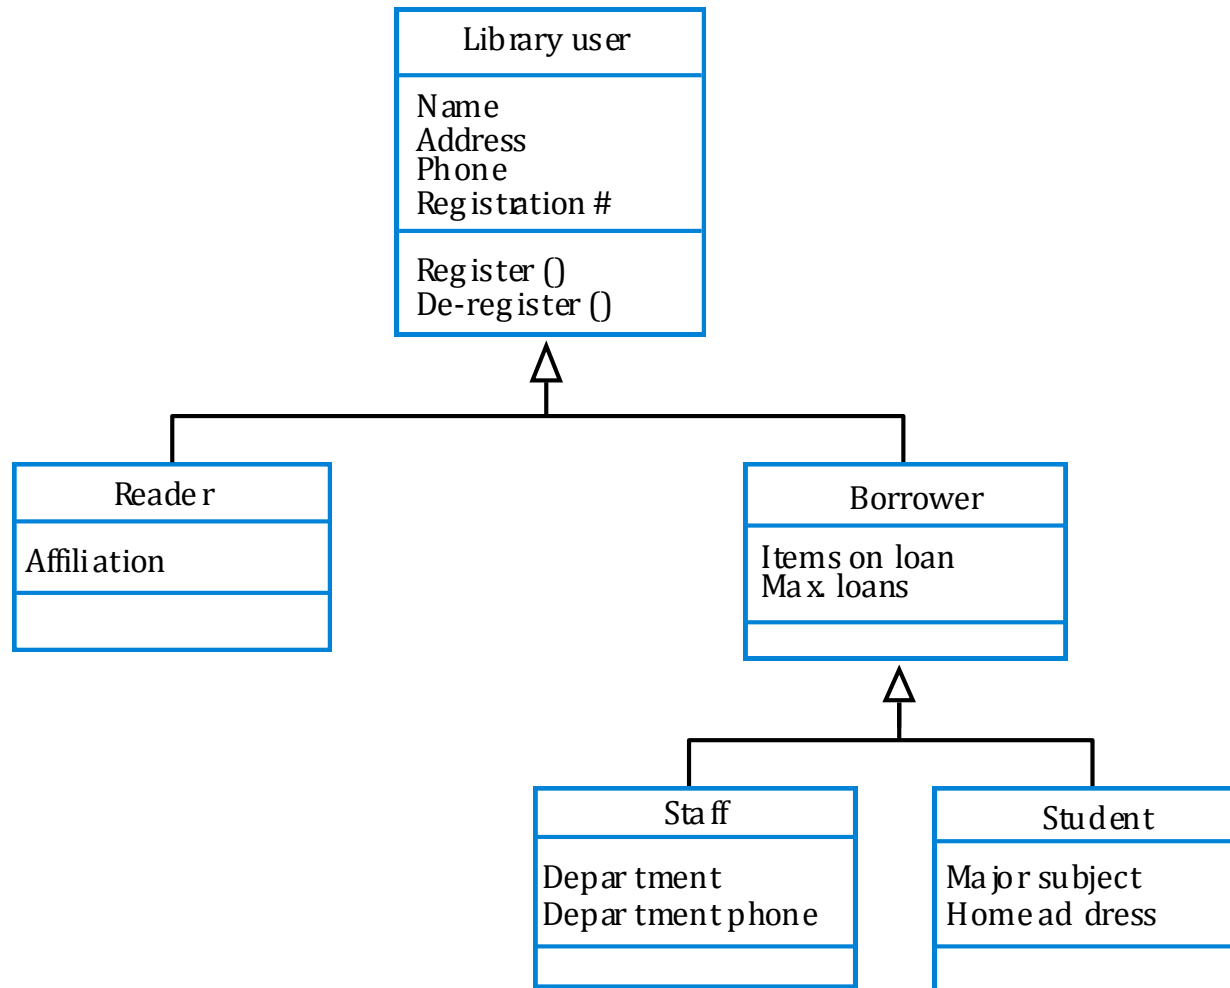 Library user
Name
Address
Phone
Registration #
Register ()
De-register ()
Reader
Affiliation
Borrower
Items on loan
Max. loans
Staff
Department
Department phone
Student
Major subject
Home address